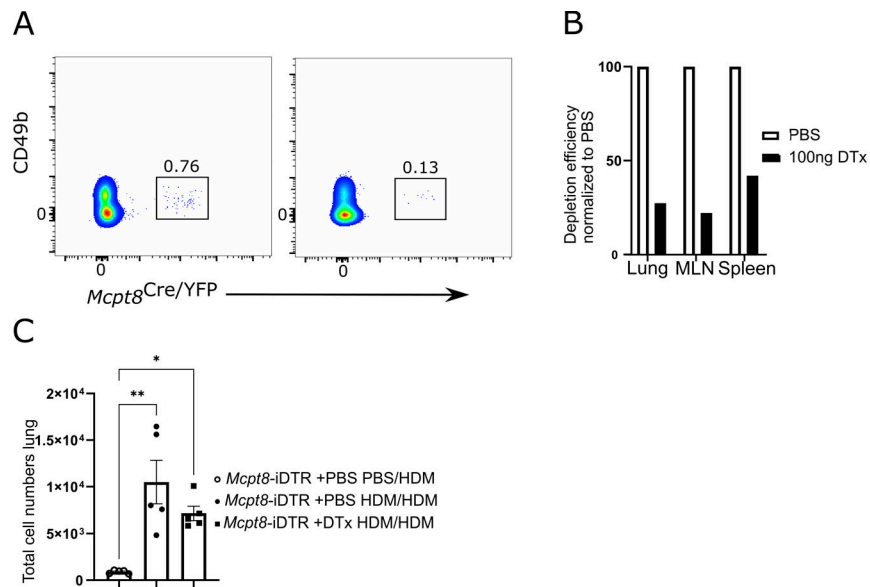 A
CD49b
0.76
0.13
0
0
0
0
Mcpt8Cre/YFP
B
Depletion efficiency
normalized to PBS
100
50
0
PBS
100ng DTx
Lung MLN Spleen
C
*
**
Total cell numbers lung
2×10⁴
1.5×10⁴
1×10⁴
5×10³
0
Mcpt8-iDTR +PBS PBS/HDM
Mcpt8-iDTR +PBS HDM/HDM
Mcpt8-iDTR +DTx HDM/HDM